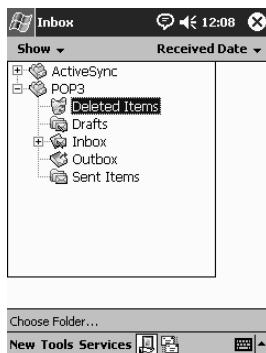 Inbox 12:08
Show Received Date
ActiveSync
POP3
Deleted Items
Drafts
Inbox
Outbox
Sent Items
Choose Folder...
New Tools Services